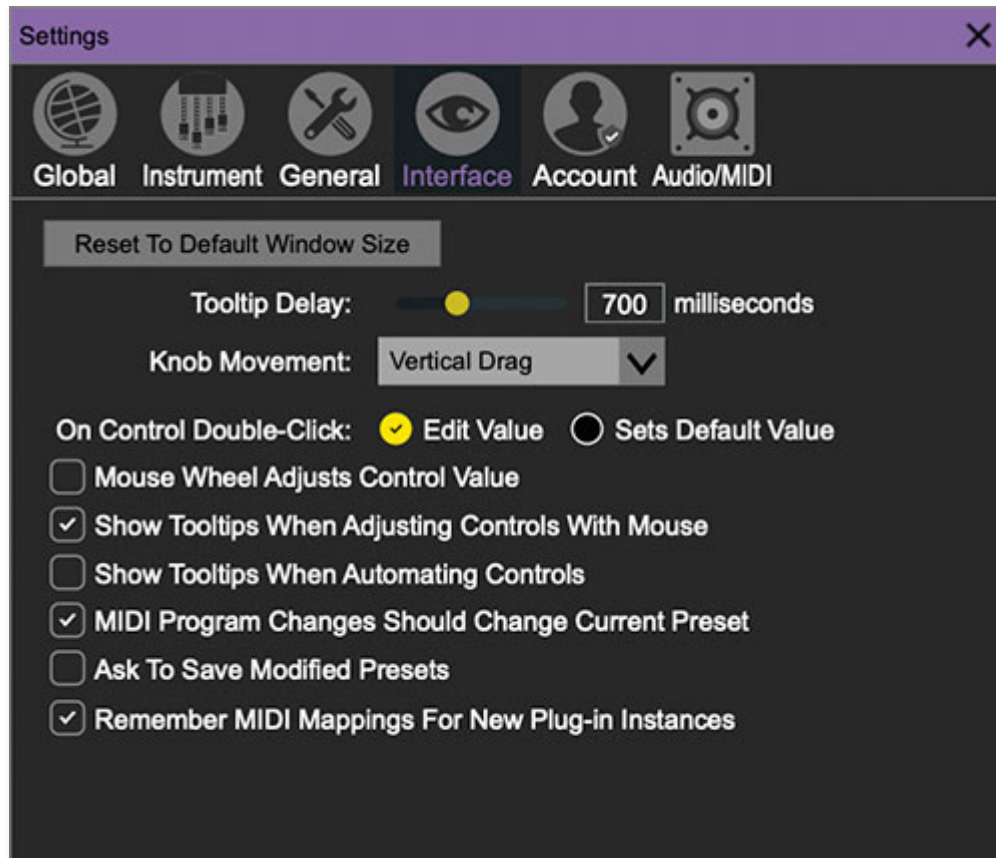 Settings
Global Instrument General Interface Account Audio/MIDI
Reset To Default Window Size
Tooltip Delay: 700 milliseconds
Knob Movement: Vertical Drag
On Control Double-Click: Edit Value Sets Default Value
Mouse Wheel Adjusts Control Value
Show Tooltips When Adjusting Controls With Mouse
Show Tooltips When Automating Controls
MIDI Program Changes Should Change Current Preset
Ask To Save Modified Presets
Remember MIDI Mappings For New Plug-in Instances